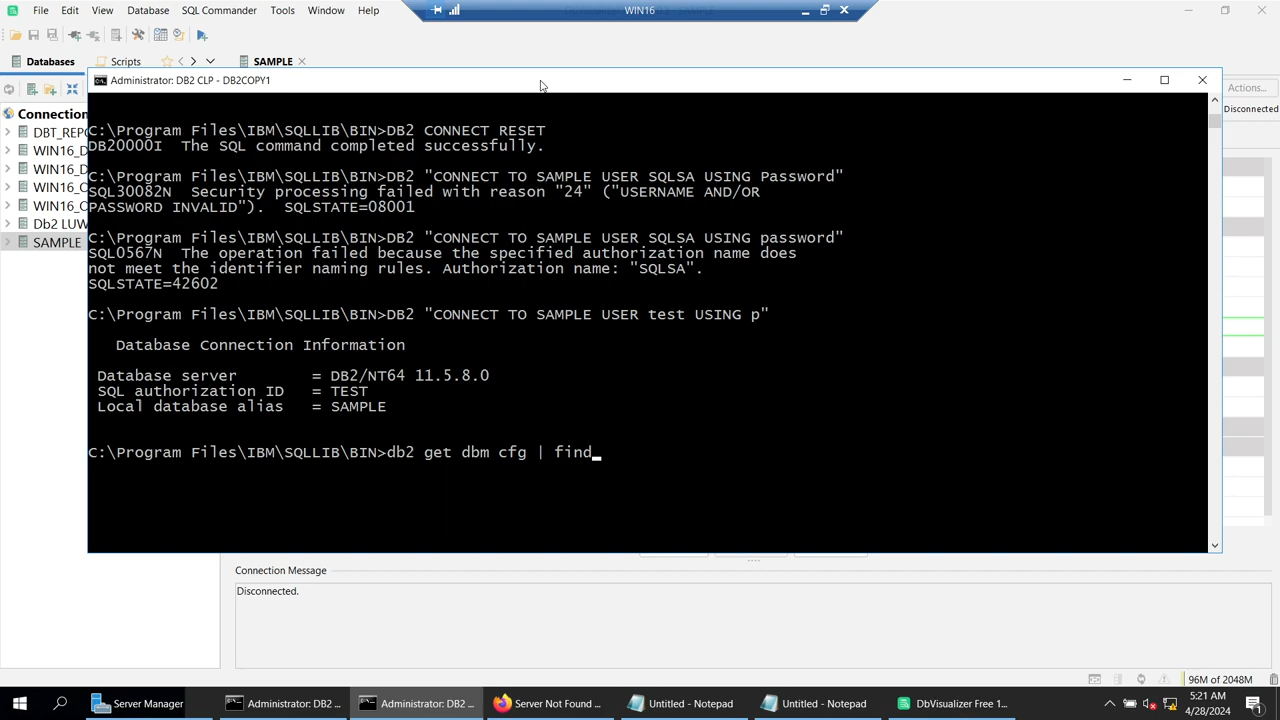 File Edit View Database SQL Commander Tools Window Help
WIN16
Databases
Scripts
SAMPLE
Actions...
Administrator: DB2 CLP - DB2COPY1
Connection
Disconnected
DBT_REPO
WIN16_D
WIN16_D
WIN16_O
WIN16_O
Db2 LUW
SAMPLE
C:\Program Files\IBM\SQLLIB\BIN>DB2 CONNECT RESET
DB20000I  The SQL command completed successfully.
C:\Program Files\IBM\SQLLIB\BIN>DB2 "CONNECT TO SAMPLE USER SQLSA USING Password"
SQL30082N  Security processing failed with reason "24" ("USERNAME AND/OR
PASSWORD INVALID").  SQLSTATE=08001
C:\Program Files\IBM\SQLLIB\BIN>DB2 "CONNECT TO SAMPLE USER SQLSA USING password"
SQL0567N  The operation failed because the specified authorization name does
not meet the identifier naming rules. Authorization name: "SQLSA".
SQLSTATE=42602
C:\Program Files\IBM\SQLLIB\BIN>DB2 "CONNECT TO SAMPLE USER test USING p"
Database Connection Information
Database server        = DB2/NT64 11.5.8.0
SQL authorization ID   = TEST
Local database alias   = SAMPLE
C:\Program Files\IBM\SQLLIB\BIN>db2 get dbm cfg | find
Connection Message
Disconnected.
96M of 2048M
Server Manager
Administrator: DB2 ...
Administrator: DB2 ...
Server Not Found ...
Untitled - Notepad
Untitled - Notepad
DbVisualizer Free 1...
5:21 AM
4/28/2024